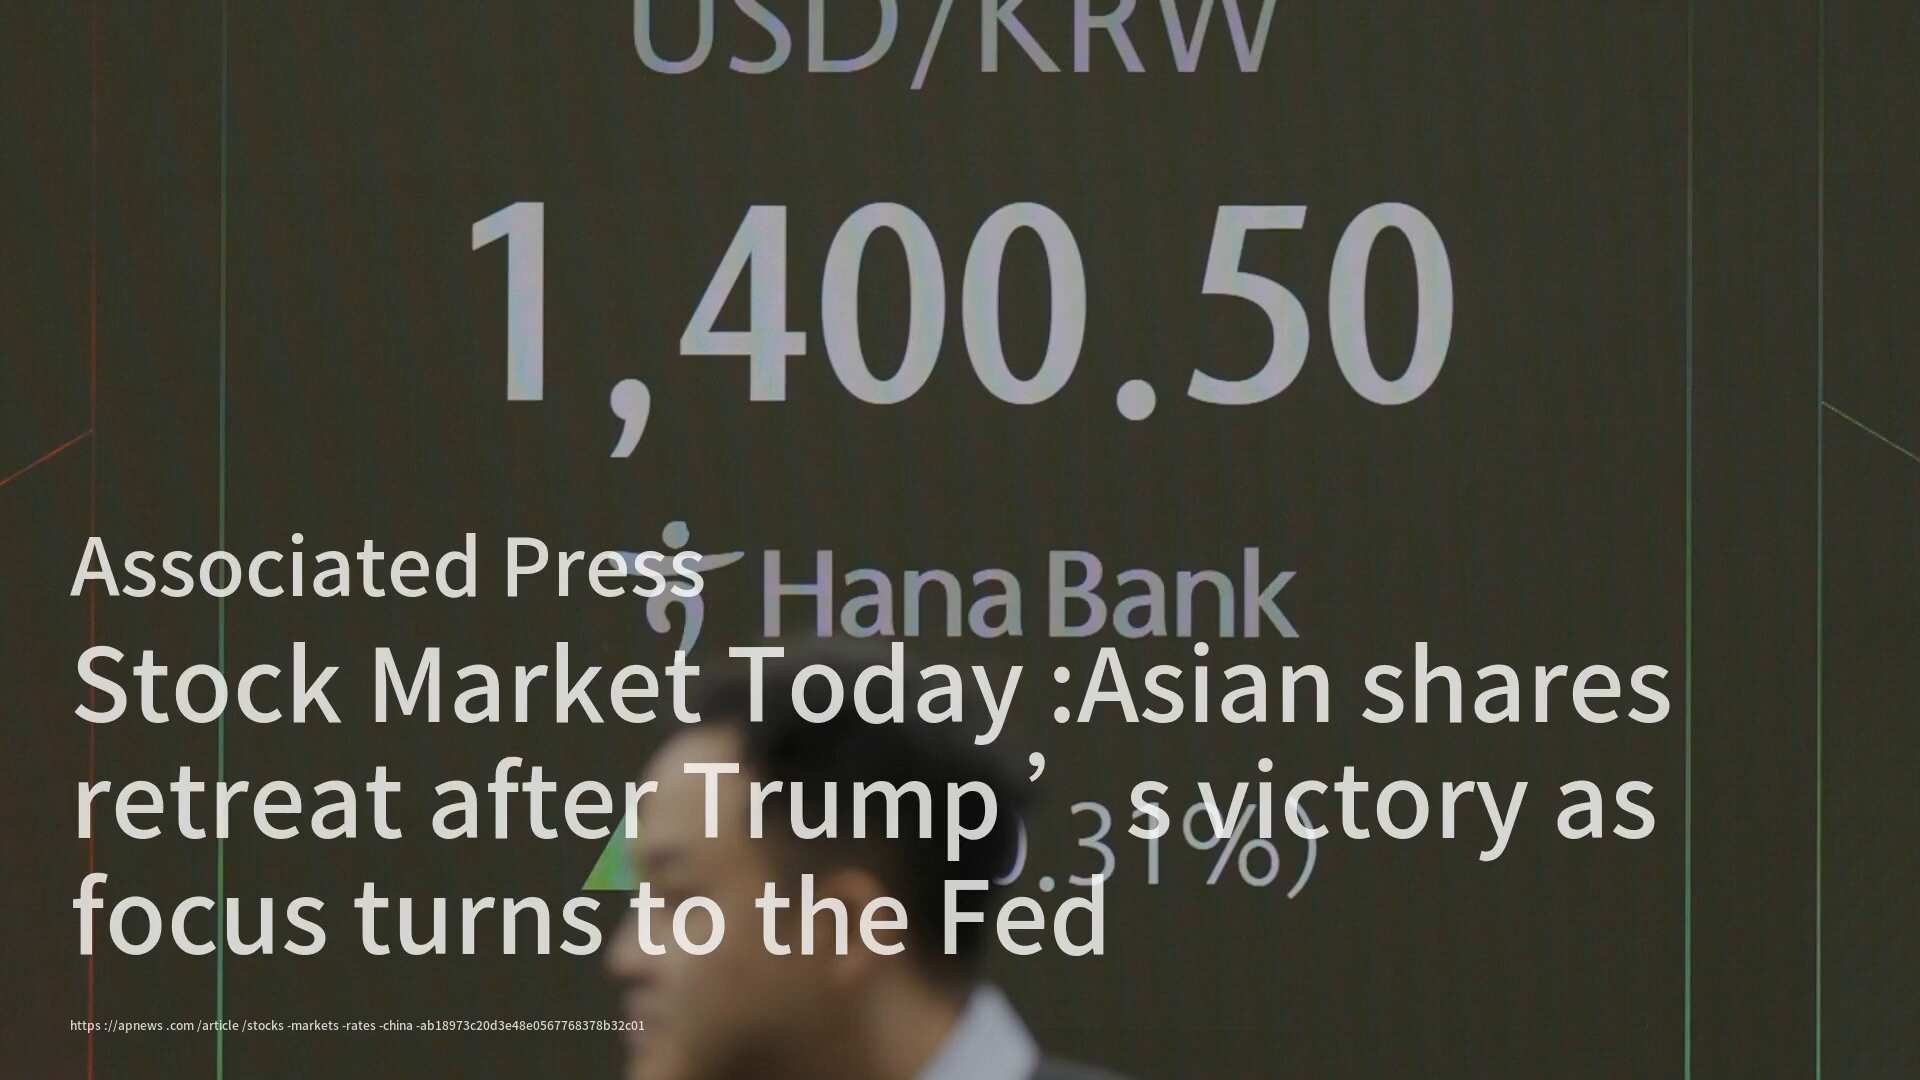 USD/KRW
1,400.50
Hana Bank
.31%)
Associated Press
Stock Market Today :Asian shares
retreat after Trump ’ s victory as
focus turns to the Fed
https ://apnews .com /article /stocks -markets -rates -china -ab18973c20d3e48e0567768378b32c01